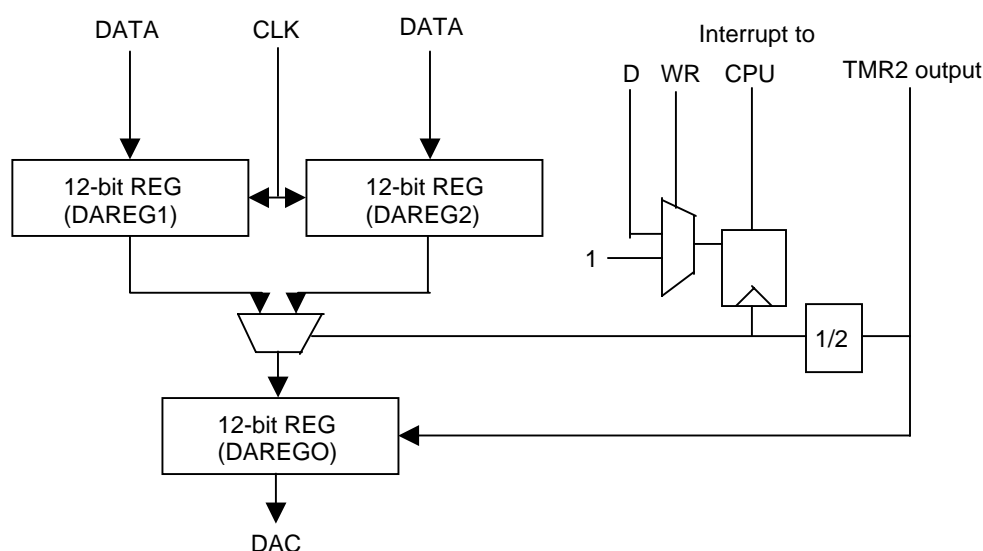 DATA
CLK
DATA
Interrupt to
CPU
D
WR
TMR2 output
12-bit REG
(DAREG1)
12-bit REG
(DAREG2)
1
1/2
12-bit REG
(DAREGO)
DAC